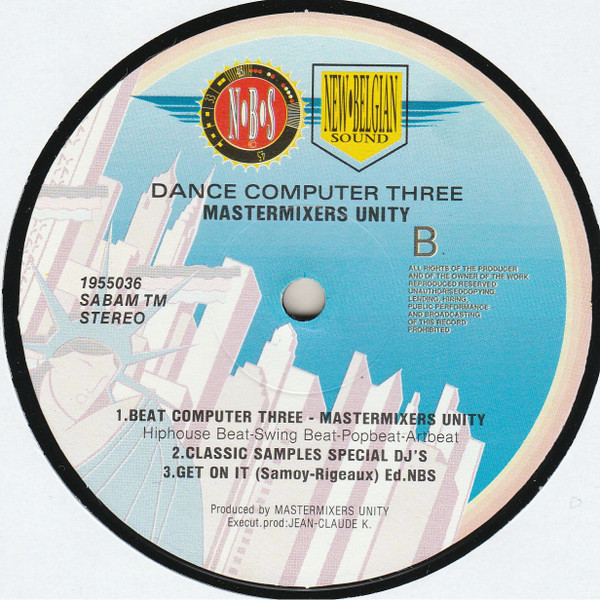 N•B•S
33
45
NEW•BELGIAN
SOUND
DANCE COMPUTER THREE
MASTERMIXERS UNITY
B
ALL RIGHTS OF THE PRODUCER
AND OF THE OWNER OF THE WORK
REPRODUCED RESERVED
UNAUTHORISEDCOPYING,
LENDING, HIRING,
PUBLIC PERFORMANCE
AND BROADCASTING
OF THIS RECORD
PROHIBITED
1955036
SABAM TM
STEREO
1.BEAT COMPUTER THREE - MASTERMIXERS UNITY
Hiphouse Beat-Swing Beat-Popbeat-Artbeat
2.CLASSIC SAMPLES SPECIAL DJ'S
3.GET ON IT (Samoy-Rigeaux) Ed.NBS
Produced by MASTERMIXERS UNITY
Execut.prod:JEAN-CLAUDE K.